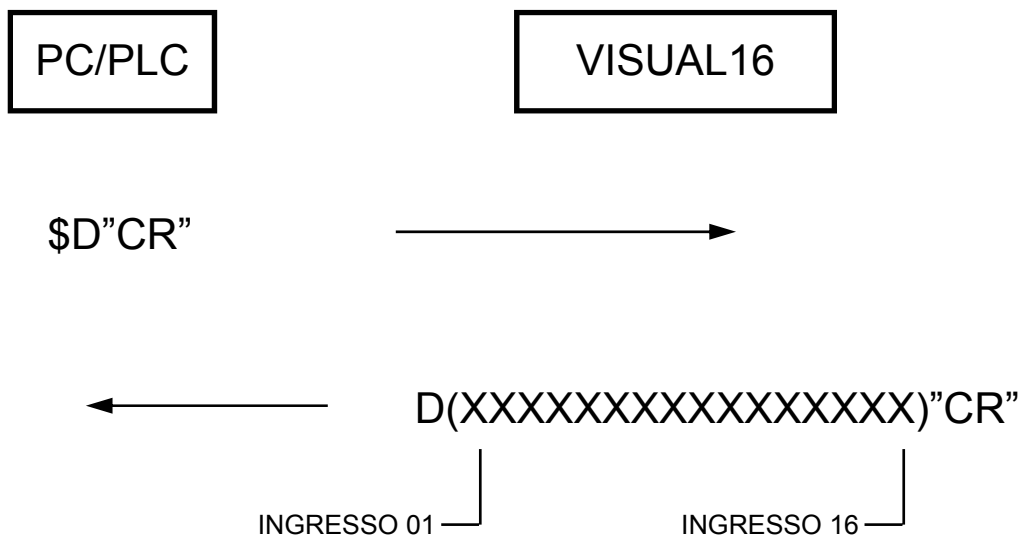 PC/PLC VISUAL16
$D”CR”
D(XXXXXXXXXXXXXXXX)”CR”
INGRESSO 01 INGRESSO 16